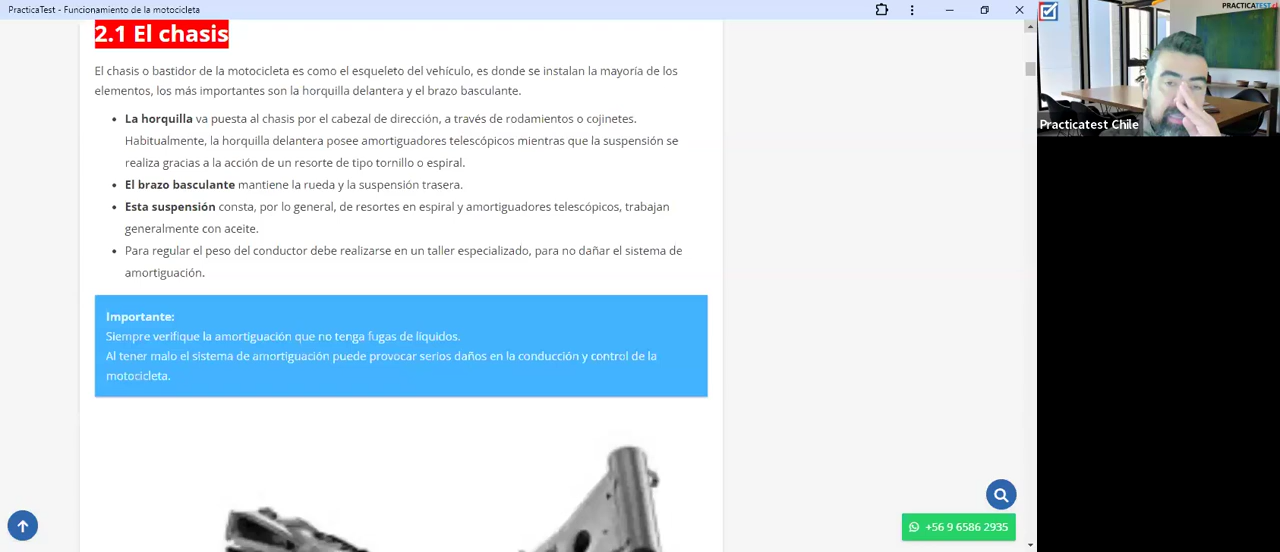 PracticaTest - Funcionamiento de la motocicleta
PRACTICATEST.cl
2.1 El chasis
El chasis o bastidor de la motocicleta es como el esqueleto del vehículo, es donde se instalan la mayoría de los
elementos, los más importantes son la horquilla delantera y el brazo basculante.
La horquilla va puesta al chasis por el cabezal de dirección, a través de rodamientos o cojinetes.
Habitualmente, la horquilla delantera posee amortiguadores telescópicos mientras que la suspensión se
realiza gracias a la acción de un resorte de tipo tornillo o espiral.
El brazo basculante mantiene la rueda y la suspensión trasera.
Esta suspensión consta, por lo general, de resortes en espiral y amortiguadores telescópicos, trabajan
generalmente con aceite.
Para regular el peso del conductor debe realizarse en un taller especializado, para no dañar el sistema de
amortiguación.
Importante:
Siempre verifique la amortiguación que no tenga fugas de líquidos.
Al tener malo el sistema de amortiguación puede provocar serios daños en la conducción y control de la
motocicleta.
Practicatest Chile
+56 9 6586 2935